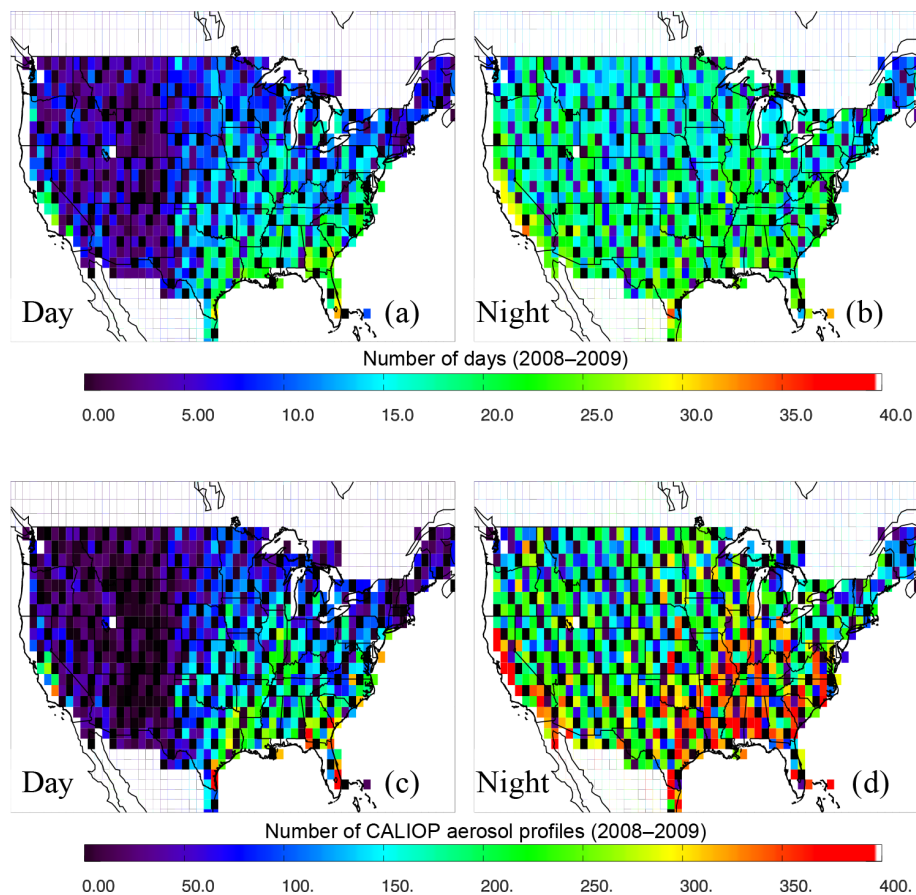 Day (a) Night (b)
Number of days (2008–2009)
0.00 5.00 10.0 15.0 20.0 25.0 30.0 35.0 40.0
Day (c) Night (d)
Number of CALIOP aerosol profiles (2008–2009)
0.00 50. 100. 150. 200. 250. 300. 350. 400.